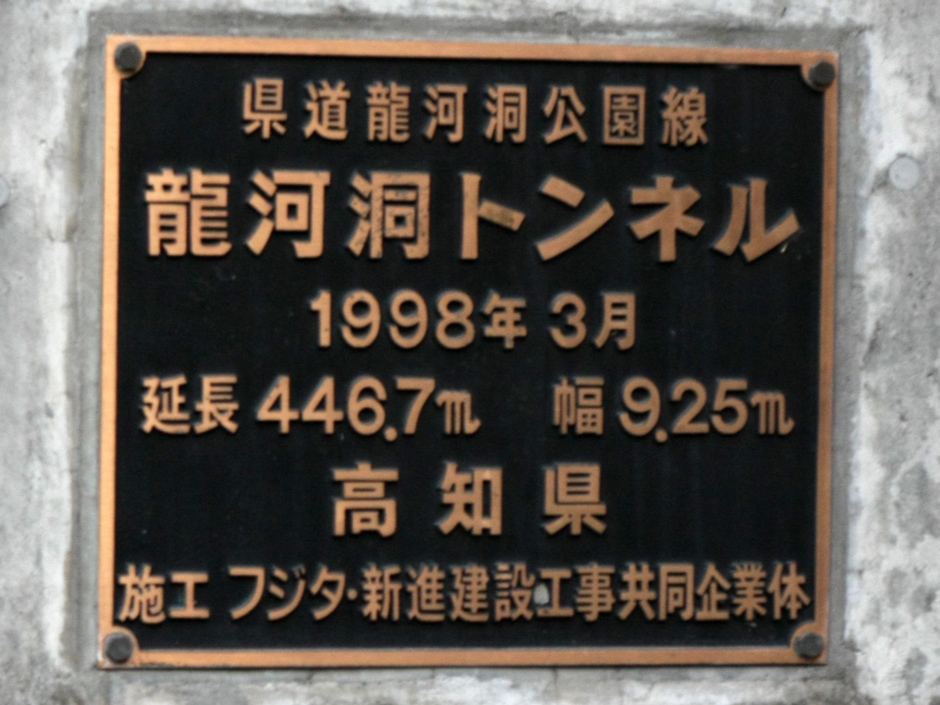 県道龍河洞公園線
龍河洞トンネル
1998年 3月
延長 446.7m 幅 9.25m
高知県
施工 フジタ・新進建設工事共同企業体